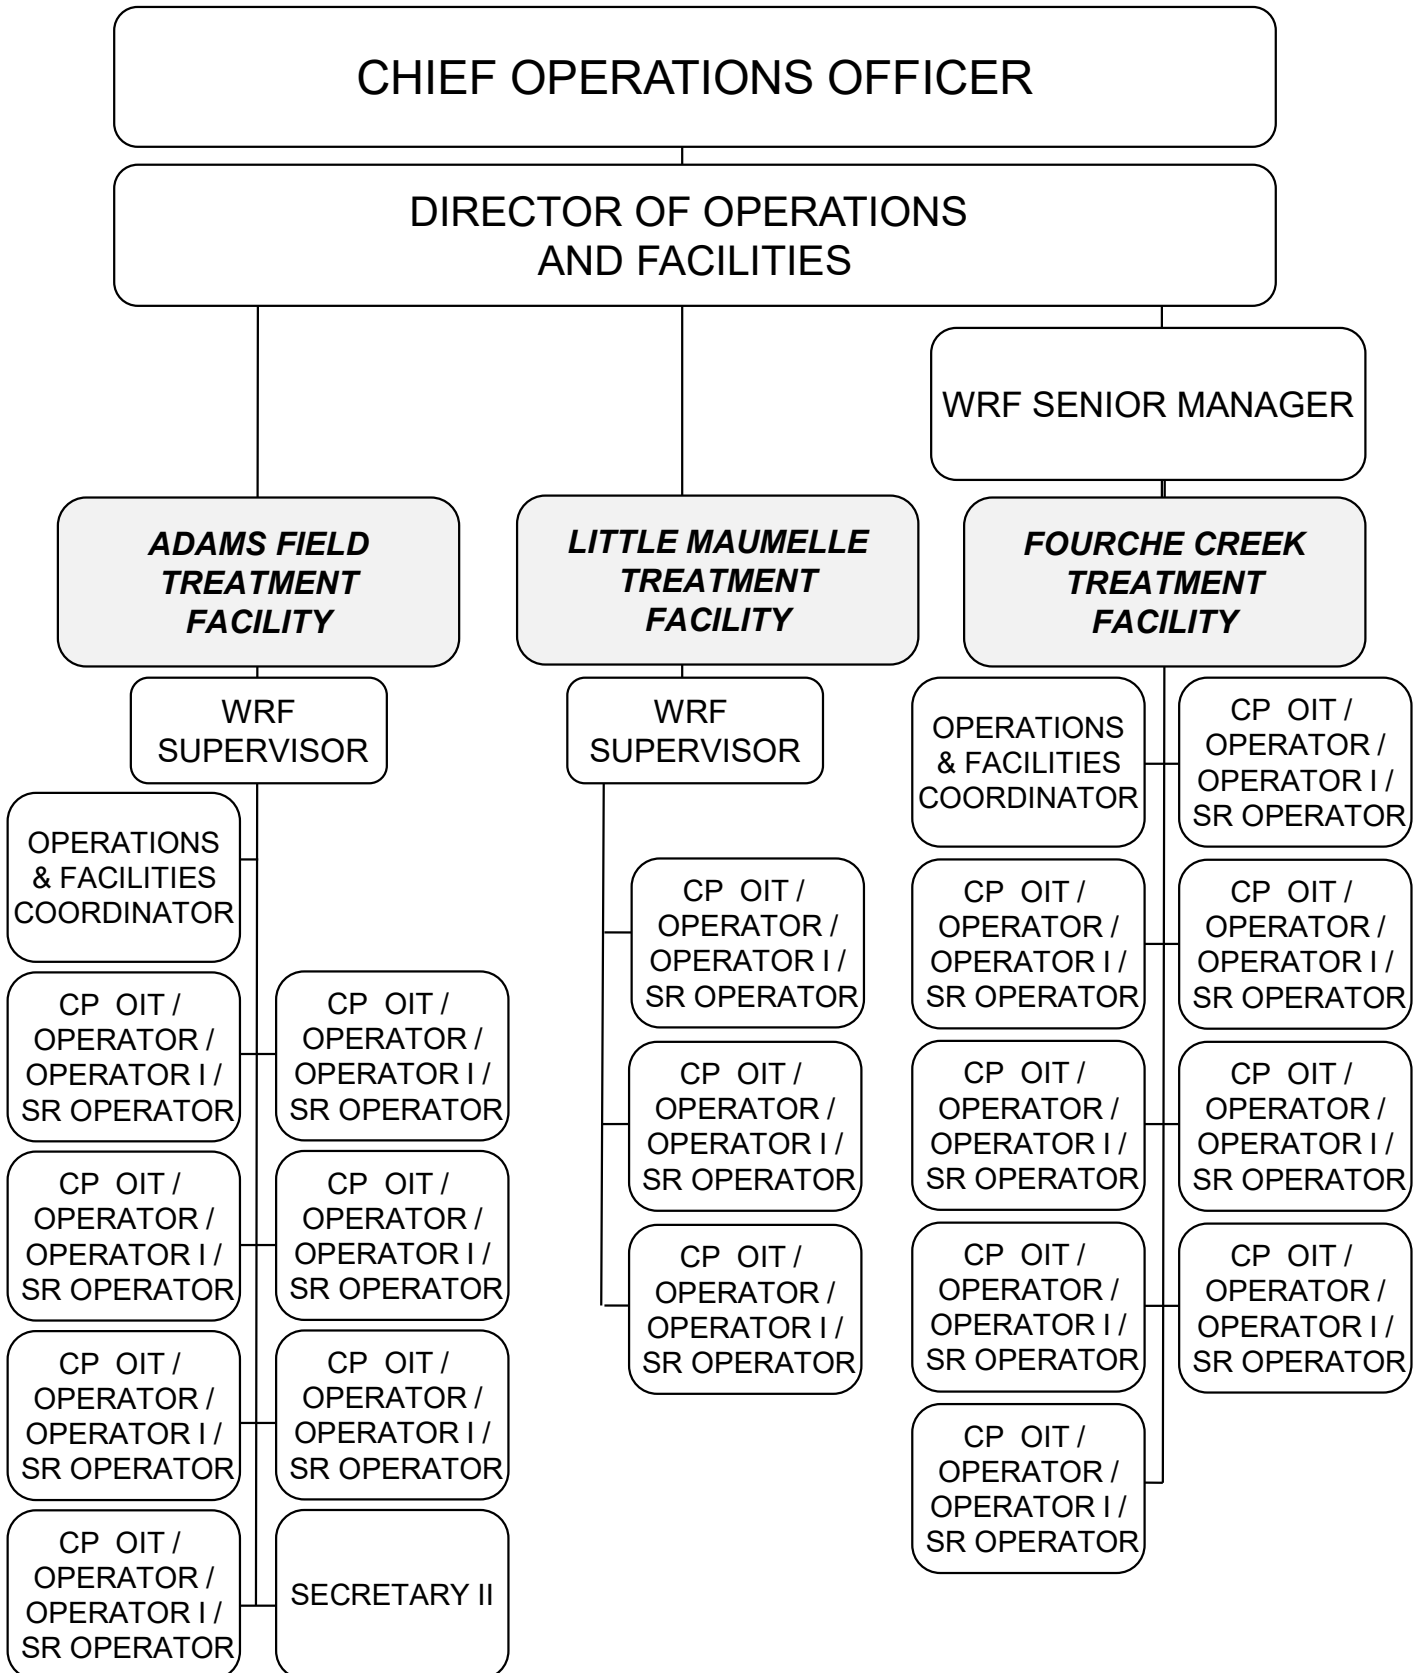 CHIEF OPERATIONS OFFICER
DIRECTOR OF OPERATIONS
AND FACILITIES
WRF SENIOR MANAGER
ADAMS FIELD
TREATMENT
FACILITY
LITTLE MAUMELLE
TREATMENT
FACILITY
FOURCHE CREEK
TREATMENT
FACILITY
WRF
SUPERVISOR
OPERATIONS
& FACILITIES
COORDINATOR
CP OIT /
OPERATOR /
OPERATOR I /
SR OPERATOR
CP OIT /
OPERATOR /
OPERATOR I /
SR OPERATOR
CP OIT /
OPERATOR /
OPERATOR I /
SR OPERATOR
CP OIT /
OPERATOR /
OPERATOR I /
SR OPERATOR
CP OIT /
OPERATOR /
OPERATOR I /
SR OPERATOR
CP OIT /
OPERATOR /
OPERATOR I /
SR OPERATOR
CP OIT /
OPERATOR /
OPERATOR I /
SR OPERATOR
SECRETARY II
WRF
SUPERVISOR
CP OIT /
OPERATOR /
OPERATOR I /
SR OPERATOR
CP OIT /
OPERATOR /
OPERATOR I /
SR OPERATOR
CP OIT /
OPERATOR /
OPERATOR I /
SR OPERATOR
OPERATIONS
& FACILITIES
COORDINATOR
CP OIT /
OPERATOR /
OPERATOR I /
SR OPERATOR
CP OIT /
OPERATOR /
OPERATOR I /
SR OPERATOR
CP OIT /
OPERATOR /
OPERATOR I /
SR OPERATOR
CP OIT /
OPERATOR /
OPERATOR I /
SR OPERATOR
CP OIT /
OPERATOR /
OPERATOR I /
SR OPERATOR
CP OIT /
OPERATOR /
OPERATOR I /
SR OPERATOR
CP OIT /
OPERATOR /
OPERATOR I /
SR OPERATOR
CP OIT /
OPERATOR /
OPERATOR I /
SR OPERATOR